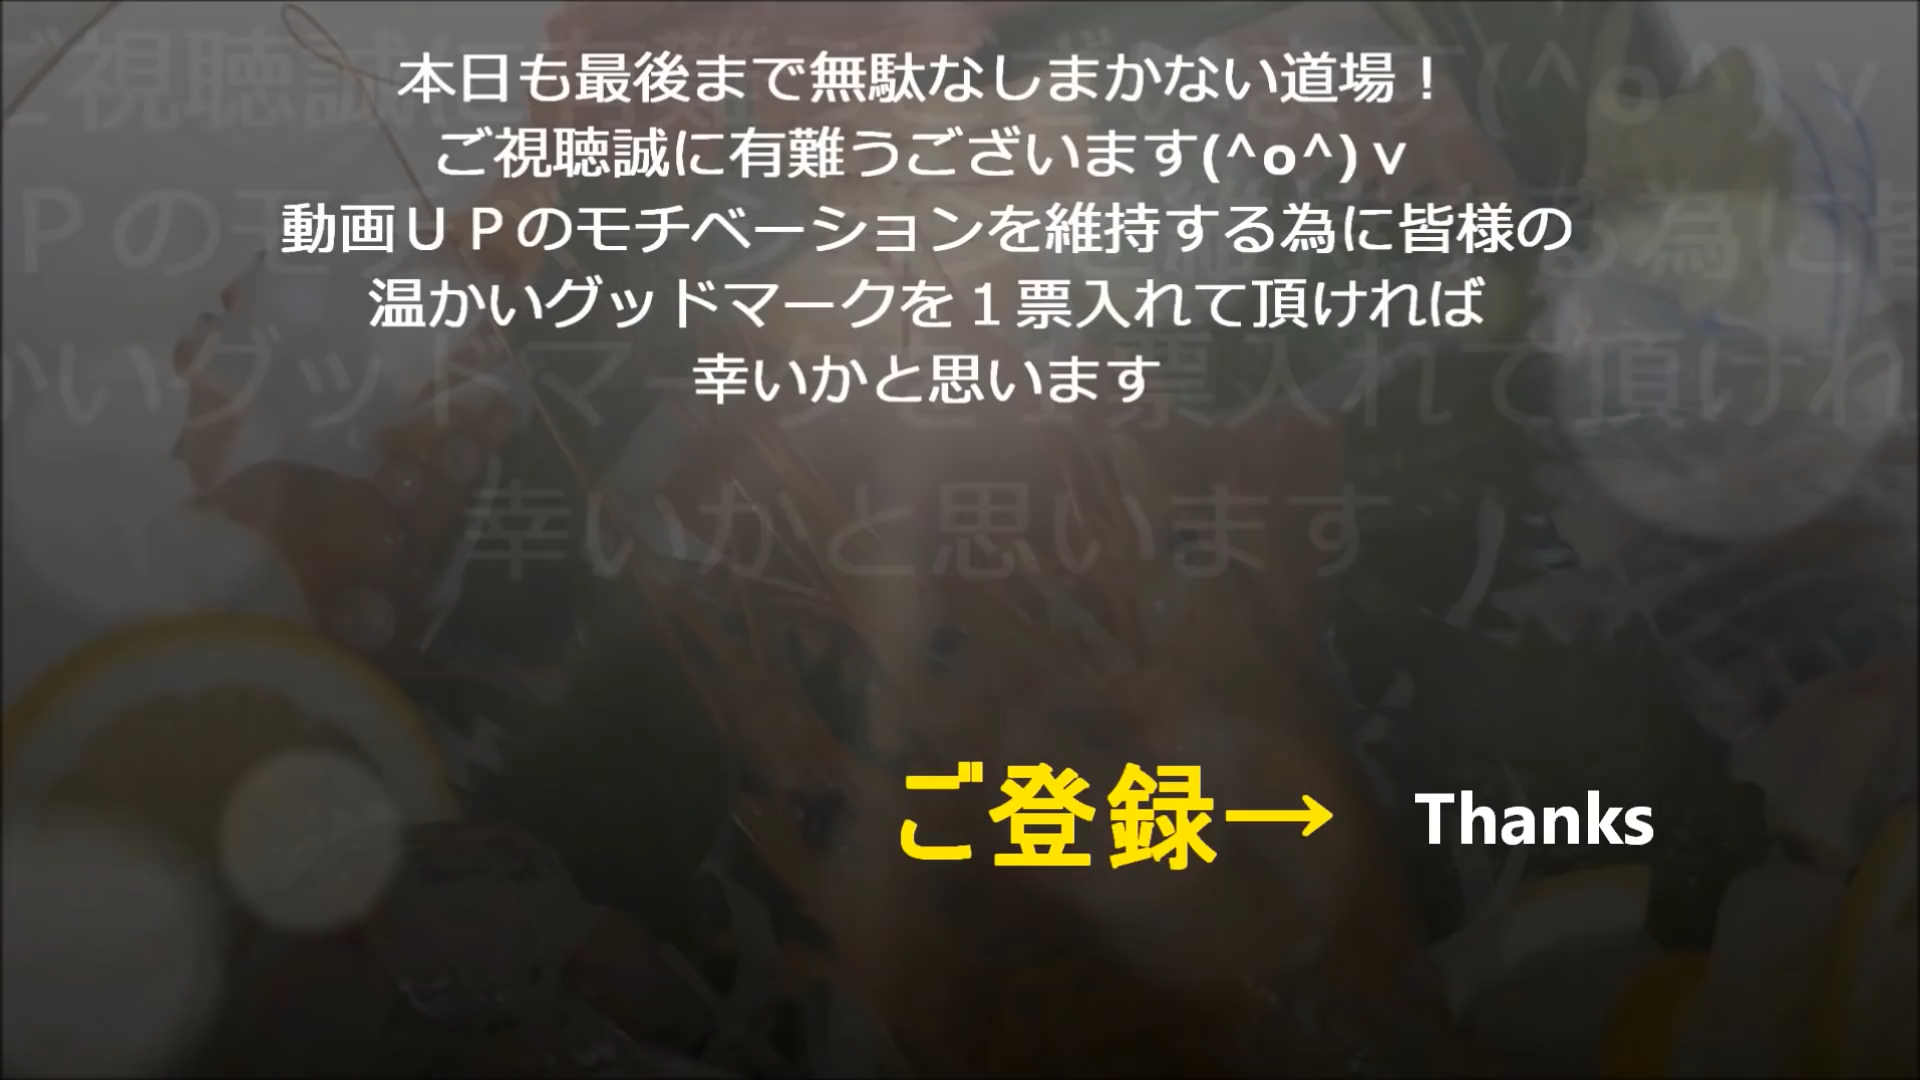 本日も最後まで無駄なしまかない道場！
ご視聴誠に有難うございます(^o^)ｖ
動画ＵＰのモチベーションを維持する為に皆様の
温かいグッドマークを１票入れて頂ければ
幸いかと思います
ご登録→ Thanks